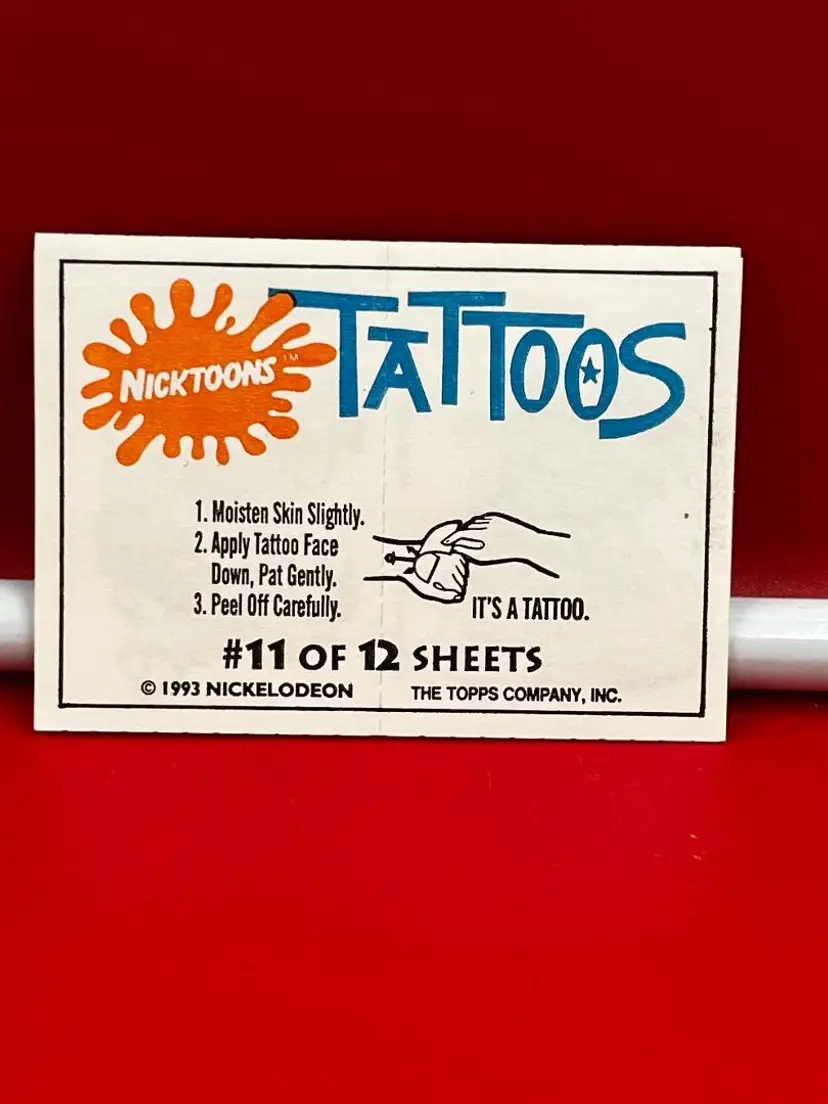 NICKTOONS™ TATTOOS
1. Moisten Skin Slightly.
2. Apply Tattoo Face
Down, Pat Gently.
3. Peel Off Carefully.
IT'S A TATTOO.
#11 OF 12 SHEETS
© 1993 NICKELODEON THE TOPPS COMPANY, INC.